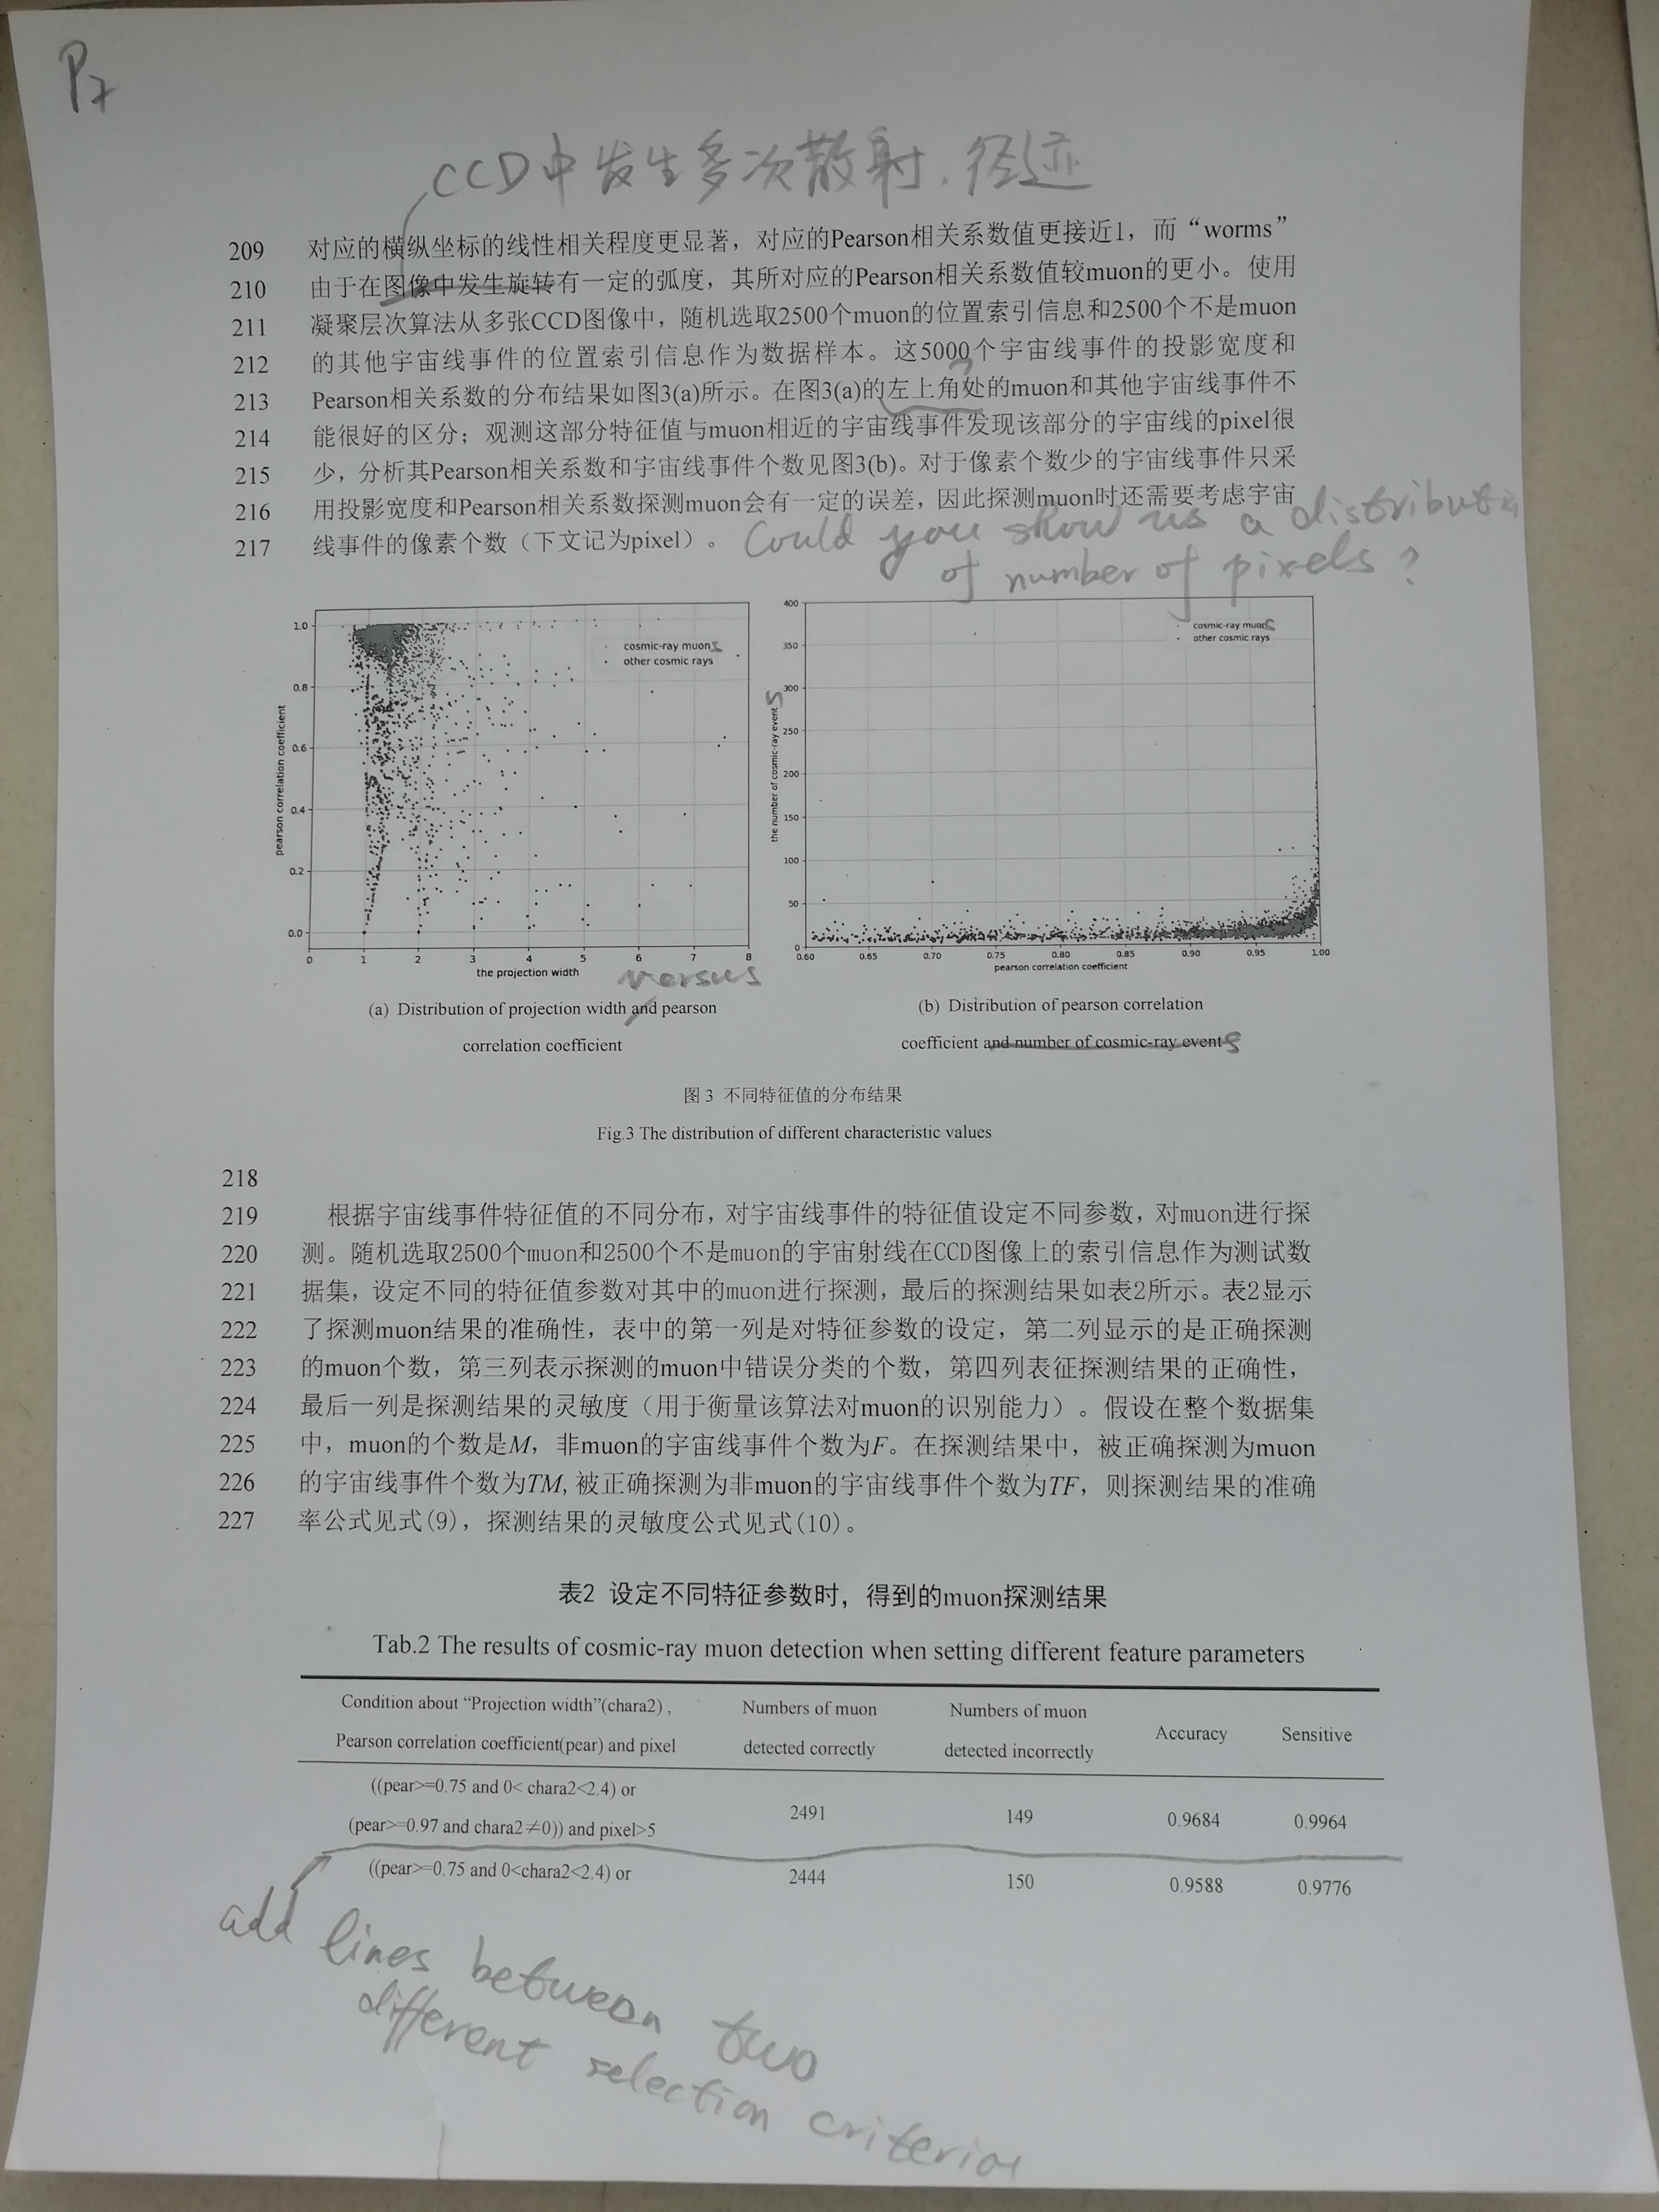 P7
CCD中发生多次散射.径迹
209 对应的横纵坐标的线性相关程度更显著，对应的Pearson相关系数值更接近1，而“worms”
210 由于在图像中发生旋转有一定的弧度，其所对应的Pearson相关系数值较muon的更小。使用
211 凝聚层次算法从多张CCD图像中，随机选取2500个muon的位置索引信息和2500个不是muon
212 的其他宇宙线事件的位置索引信息作为数据样本。这5000个宇宙线事件的投影宽度和
?
213 Pearson相关系数的分布结果如图3(a)所示。在图3(a)的左上角处的muon和其他宇宙线事件不
214 能很好的区分；观测这部分特征值与muon相近的宇宙线事件发现该部分的宇宙线的pixel很
215 少，分析其Pearson相关系数和宇宙线事件个数见图3(b)。对于像素个数少的宇宙线事件只采
216 用投影宽度和Pearson相关系数探测muon会有一定的误差，因此探测muon时还需要考虑宇宙
217 线事件的像素个数（下文记为pixel）。
Could you show us a distributi
of number of pixels?
1.0
0.8
0.6
0.4
0.2
0.0
pearson correlation coefficient
cosmic-ray muons
other cosmic rays
0 1 2 3 4 5 6 7 8
the projection width
400
350
300
250
200
150
100
50
0
the number of cosmic-ray events
cosmic-ray muons
other cosmic rays
0.60 0.65 0.70 0.75 0.80 0.85 0.90 0.95 1.00
pearson correlation coefficient
versus
(a) Distribution of projection width and pearson
correlation coefficient
(b) Distribution of pearson correlation
coefficient and number of cosmic-ray events
图 3 不同特征值的分布结果
Fig.3 The distribution of different characteristic values
218
219 根据宇宙线事件特征值的不同分布，对宇宙线事件的特征值设定不同参数，对muon进行探
220 测。随机选取2500个muon和2500个不是muon的宇宙射线在CCD图像上的索引信息作为测试数
221 据集，设定不同的特征值参数对其中的muon进行探测，最后的探测结果如表2所示。表2显示
222 了探测muon结果的准确性，表中的第一列是对特征参数的设定，第二列显示的是正确探测
223 的muon个数，第三列表示探测的muon中错误分类的个数，第四列表征探测结果的正确性，
224 最后一列是探测结果的灵敏度（用于衡量该算法对muon的识别能力）。假设在整个数据集
225 中，muon的个数是M，非muon的宇宙线事件个数为F。在探测结果中，被正确探测为muon
226 的宇宙线事件个数为TM,被正确探测为非muon的宇宙线事件个数为TF，则探测结果的准确
227 率公式见式(9)，探测结果的灵敏度公式见式(10)。
表2 设定不同特征参数时，得到的muon探测结果
Tab.2 The results of cosmic-ray muon detection when setting different feature parameters
Condition about “Projection width”(chara2) ,
Pearson correlation coefficient(pear) and pixel
Numbers of muon
detected correctly
Numbers of muon
detected incorrectly
Accuracy
Sensitive
((pear>=0.75 and 0< chara2<2.4) or
(pear>=0.97 and chara2≠0)) and pixel>5
2491 149 0.9684 0.9964
((pear>=0.75 and 0<chara2<2.4) or
2444 150 0.9588 0.9776
add lines between two
different selection criterias